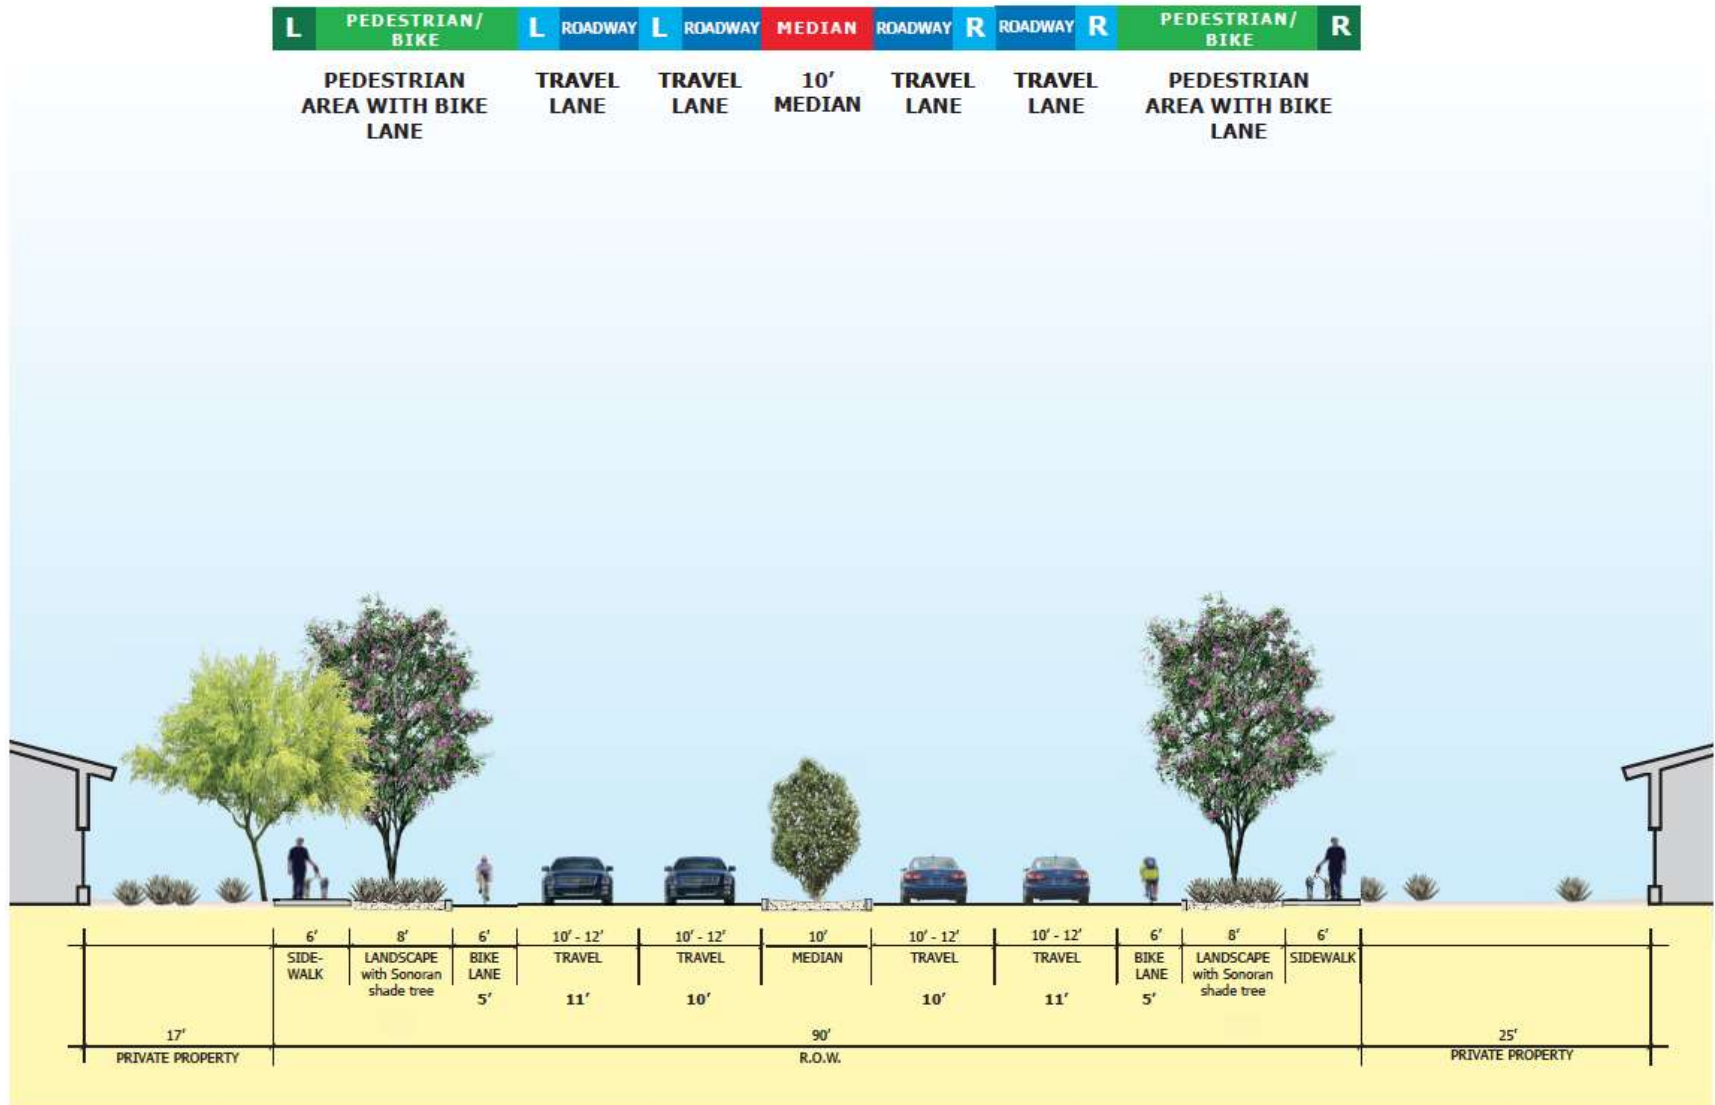 L PEDESTRIAN/ BIKE L ROADWAY L ROADWAY MEDIAN ROADWAY R ROADWAY R PEDESTRIAN/ BIKE R
PEDESTRIAN
AREA WITH BIKE
LANE
TRAVEL
LANE
TRAVEL
LANE
10'
MEDIAN
TRAVEL
LANE
TRAVEL
LANE
PEDESTRIAN
AREA WITH BIKE
LANE
6'
SIDE-
WALK
8'
LANDSCAPE
with Sonoran
shade tree
6'
BIKE
LANE
5'
10' - 12'
TRAVEL
11'
10' - 12'
TRAVEL
10'
10'
MEDIAN
10' - 12'
TRAVEL
10'
10' - 12'
TRAVEL
11'
6'
BIKE
LANE
5'
8'
LANDSCAPE
with Sonoran
shade tree
6'
SIDEWALK
17'
PRIVATE PROPERTY
90'
R.O.W.
25'
PRIVATE PROPERTY